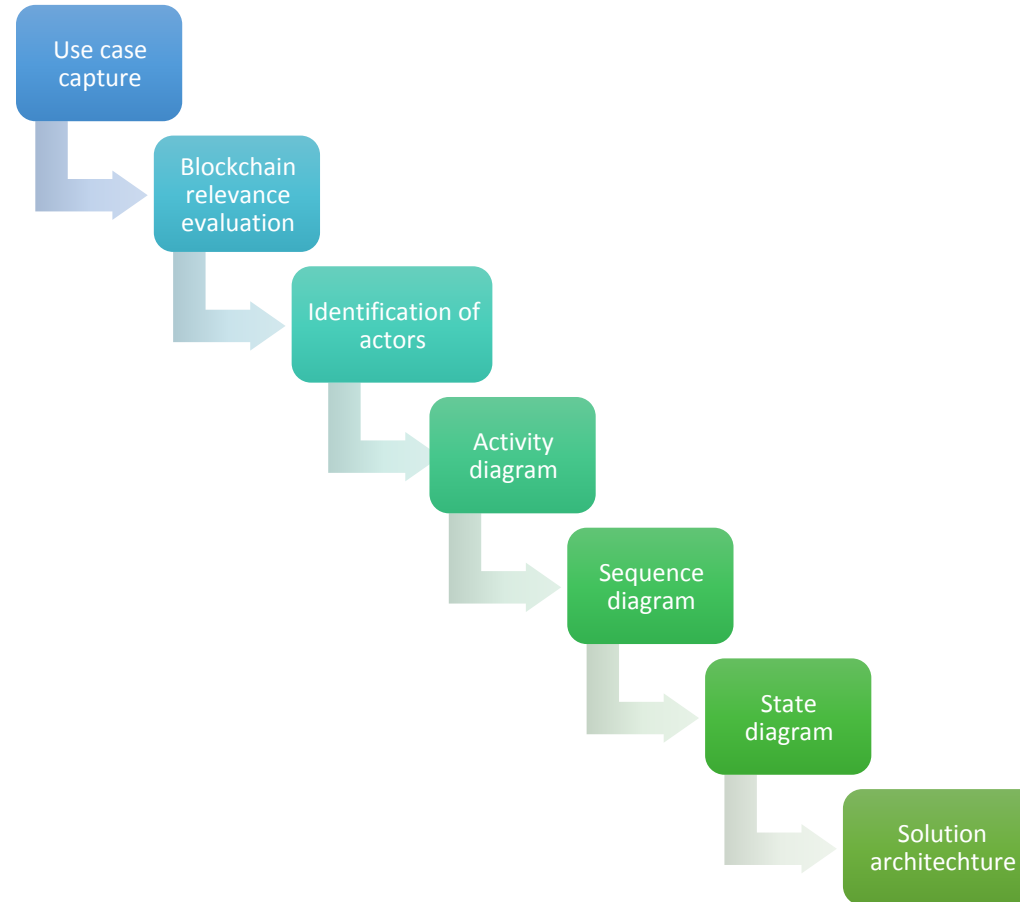 Use case
capture
Blockchain
relevance
evaluation
Identification of
actors
Activity
diagram
Sequence
diagram
State
diagram
Solution
architechture